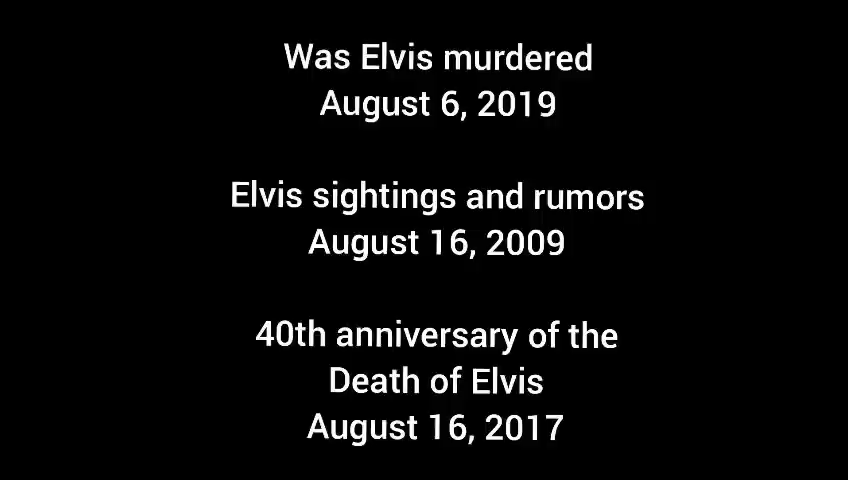 Was Elvis murdered
August 6, 2019
Elvis sightings and rumors
August 16, 2009
40th anniversary of the
Death of Elvis
August 16, 2017